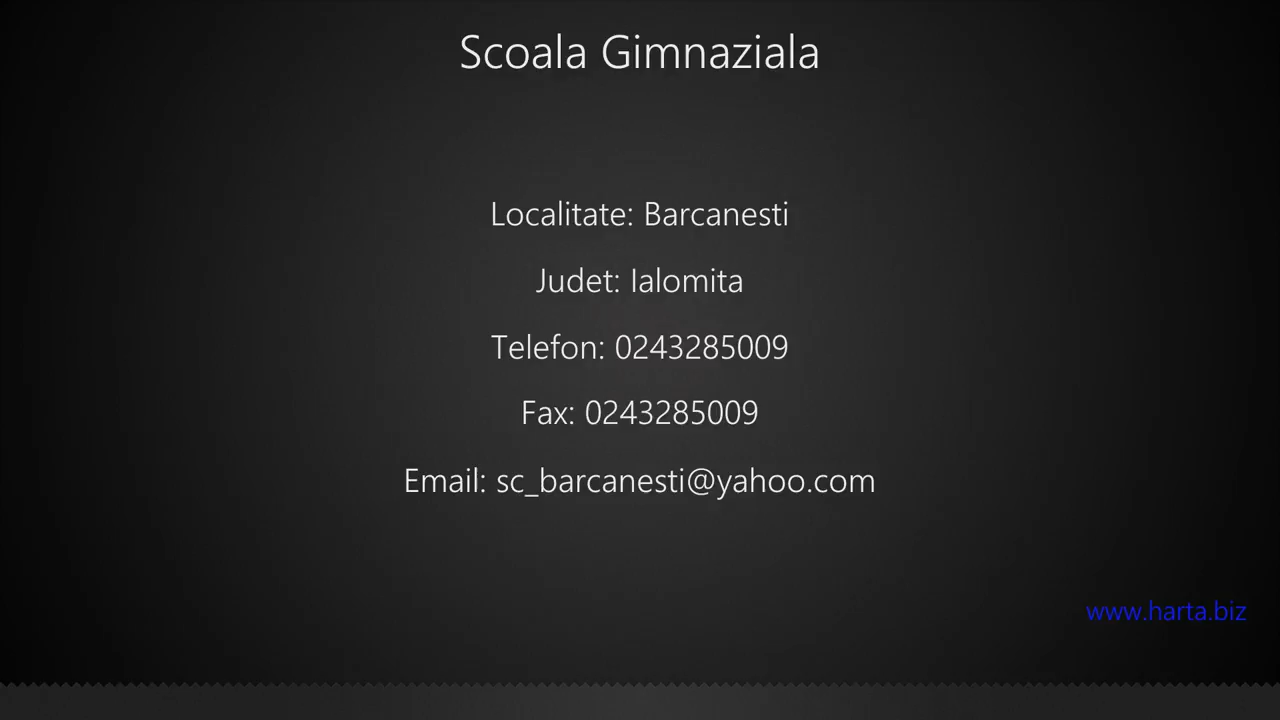 Scoala Gimnaziala
Localitate: Barcanesti
Judet: Ialomita
Telefon: 0243285009
Fax: 0243285009
Email: sc_barcanesti@yahoo.com
www.harta.biz